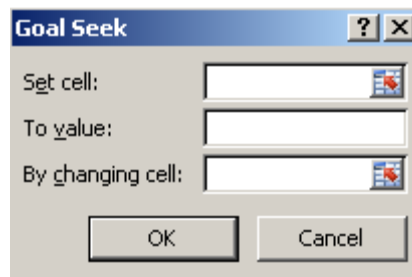 Goal Seek
Set cell:
To value:
By changing cell:
OK Cancel